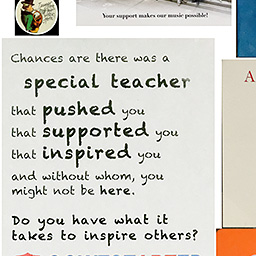 Your support makes our music possible!
Chances are there was a
special teacher
that pushed you
that supported you
that inspired you
and without whom, you
might not be here.
Do you have what it
takes to inspire others?
A